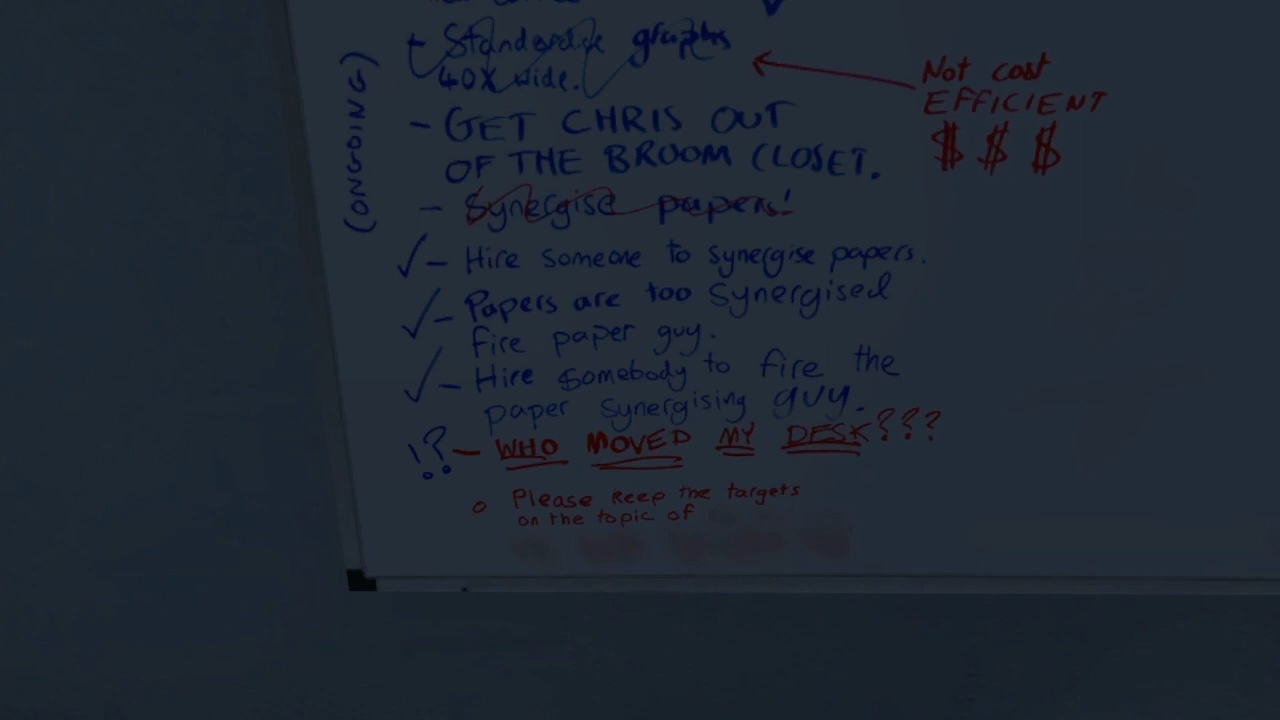 - Standardise graphs
40X wide.
Not cost
EFFICIENT
$ $ $
(ONGOING)
- GET CHRIS OUT
OF THE BROOM CLOSET.
- Synergise papers!
✓ - Hire someone to synergise papers.
✓ - Papers are too Synergised
fire paper guy.
✓ - Hire somebody to fire the
paper synergising guy.
!? - WHO MOVED MY DESK???
o Please keep the targets
on the topic of